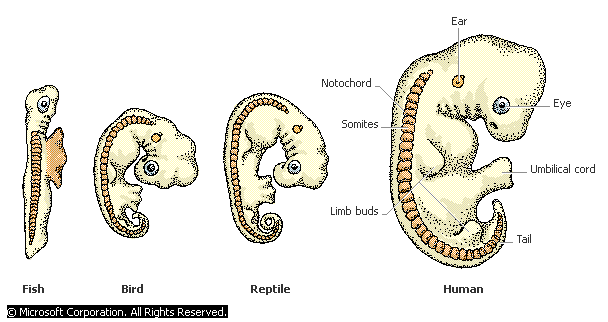 Ear
Notochord
Eye
Somites
Umbilical cord
Limb buds
Tail
Fish
Bird
Reptile
Human
© Microsoft Corporation. All Rights Reserved.